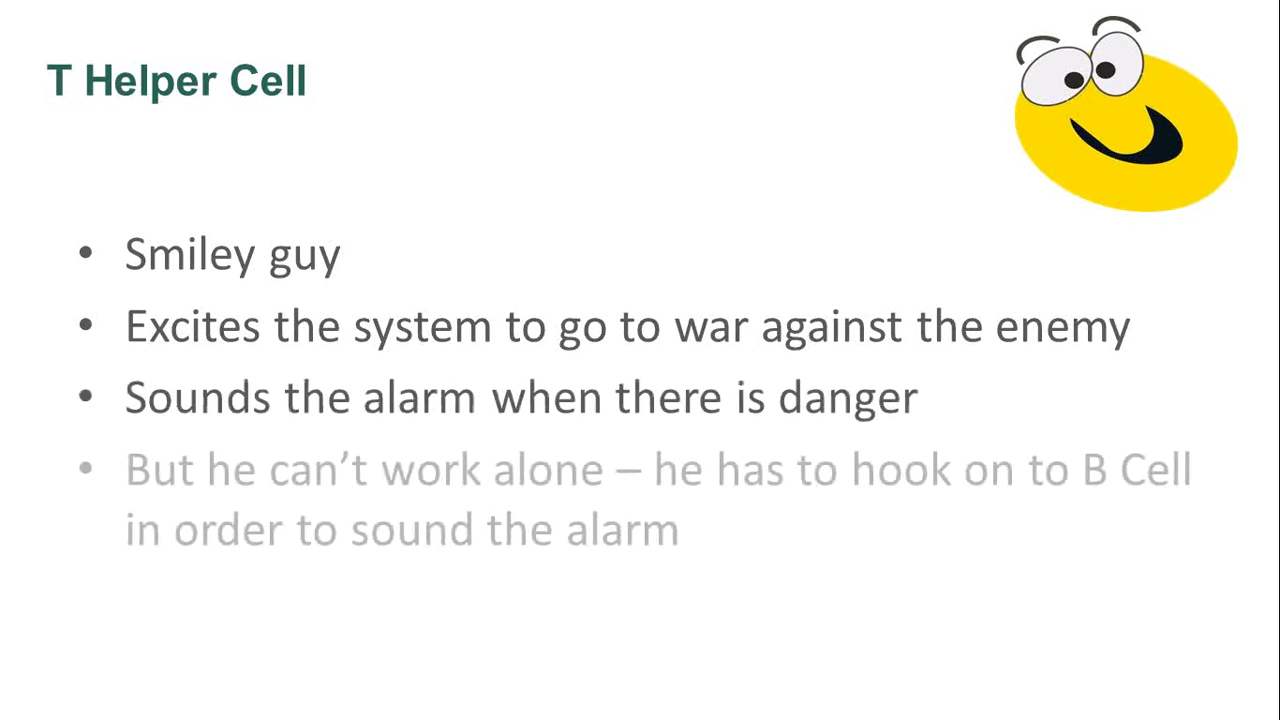 T Helper Cell
• Smiley guy
• Excites the system to go to war against the enemy
• Sounds the alarm when there is danger
• But he can’t work alone – he has to hook on to B Cell
in order to sound the alarm